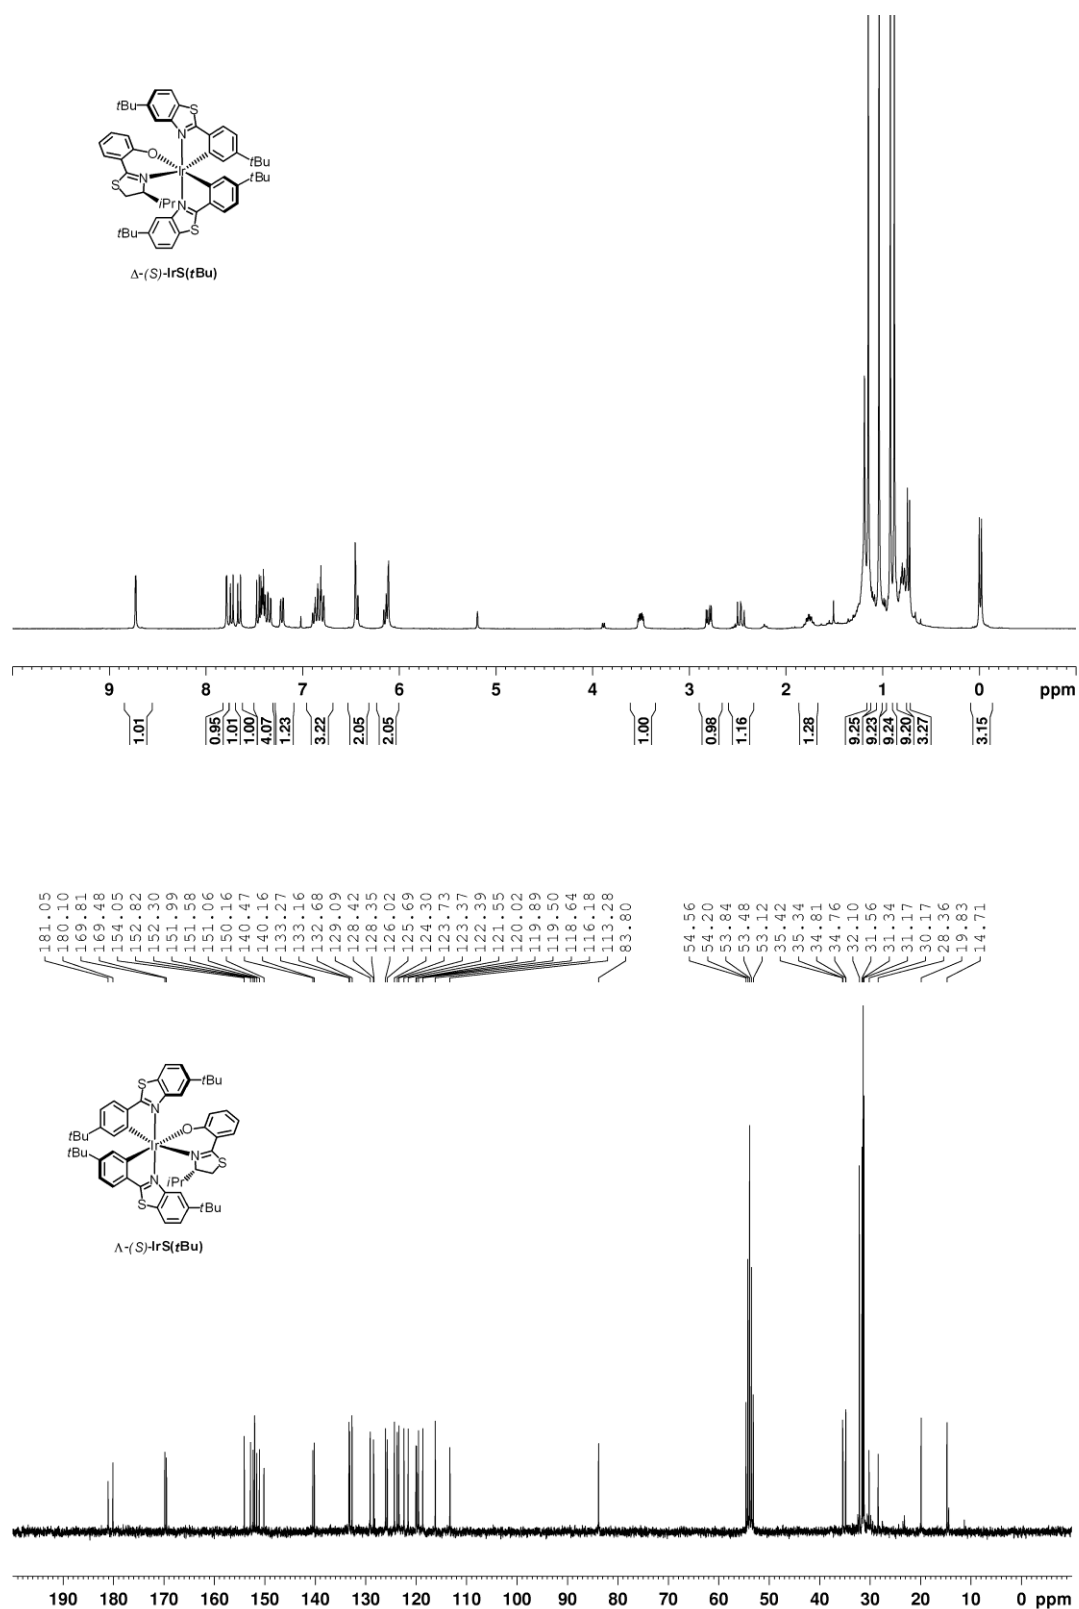 tBu
S
N
O
Ir
tBu
tBu
S
N
iPr
N
tBu
S
Δ-(S)-IrS(tBu)
9 8 7 6 5 4 3 2 1 0 ppm
1.01 0.95 1.01 1.00 4.07 1.23 3.22 2.05 2.05 1.00 0.98 1.16 1.28 9.25 9.23 9.24 9.20 3.27 3.15
181.05
180.10
169.81
169.48
154.05
152.82
152.30
151.99
151.58
151.06
150.16
140.47
140.16
133.27
133.16
132.68
129.09
128.42
128.35
126.02
125.69
124.30
123.73
123.37
122.39
121.55
120.02
119.89
119.50
118.64
116.18
113.28
83.80
54.56
54.20
53.84
53.48
53.12
35.42
35.34
34.81
34.76
32.10
31.56
31.34
31.17
30.17
28.36
19.83
14.71
S
tBu
N
O
tBu
Ir
tBu
N
S
iPr
N
S
tBu
Λ-(S)-IrS(tBu)
190 180 170 160 150 140 130 120 110 100 90 80 70 60 50 40 30 20 10 0 ppm